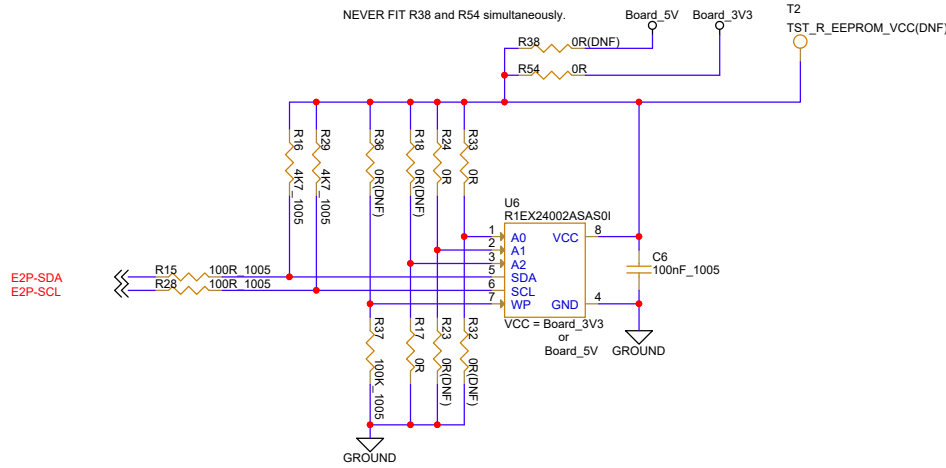 T2
NEVER FIT R38 and R54 simultaneously.
Board_5V
Board_3V3
TST_R_EEPROM_VCC(DNF)
R38
0R(DNF)
R54
0R
R16
4K7_1005
R29
4K7_1005
R36
0R(DNF)
R18
0R(DNF)
R24
0R
R33
0R
U6
R1EX24002ASAS0I
1
A0
VCC
8
2
A1
3
A2
5
SDA
6
SCL
7
WP
GND
4
C6
100nF_1005
E2P-SDA
R15
100R_1005
E2P-SCL
R28
100R_1005
VCC = Board_3V3
or
Board_5V
GROUND
R37
100K_1005
R17
0R
R23
0R(DNF)
R32
0R(DNF)
GROUND